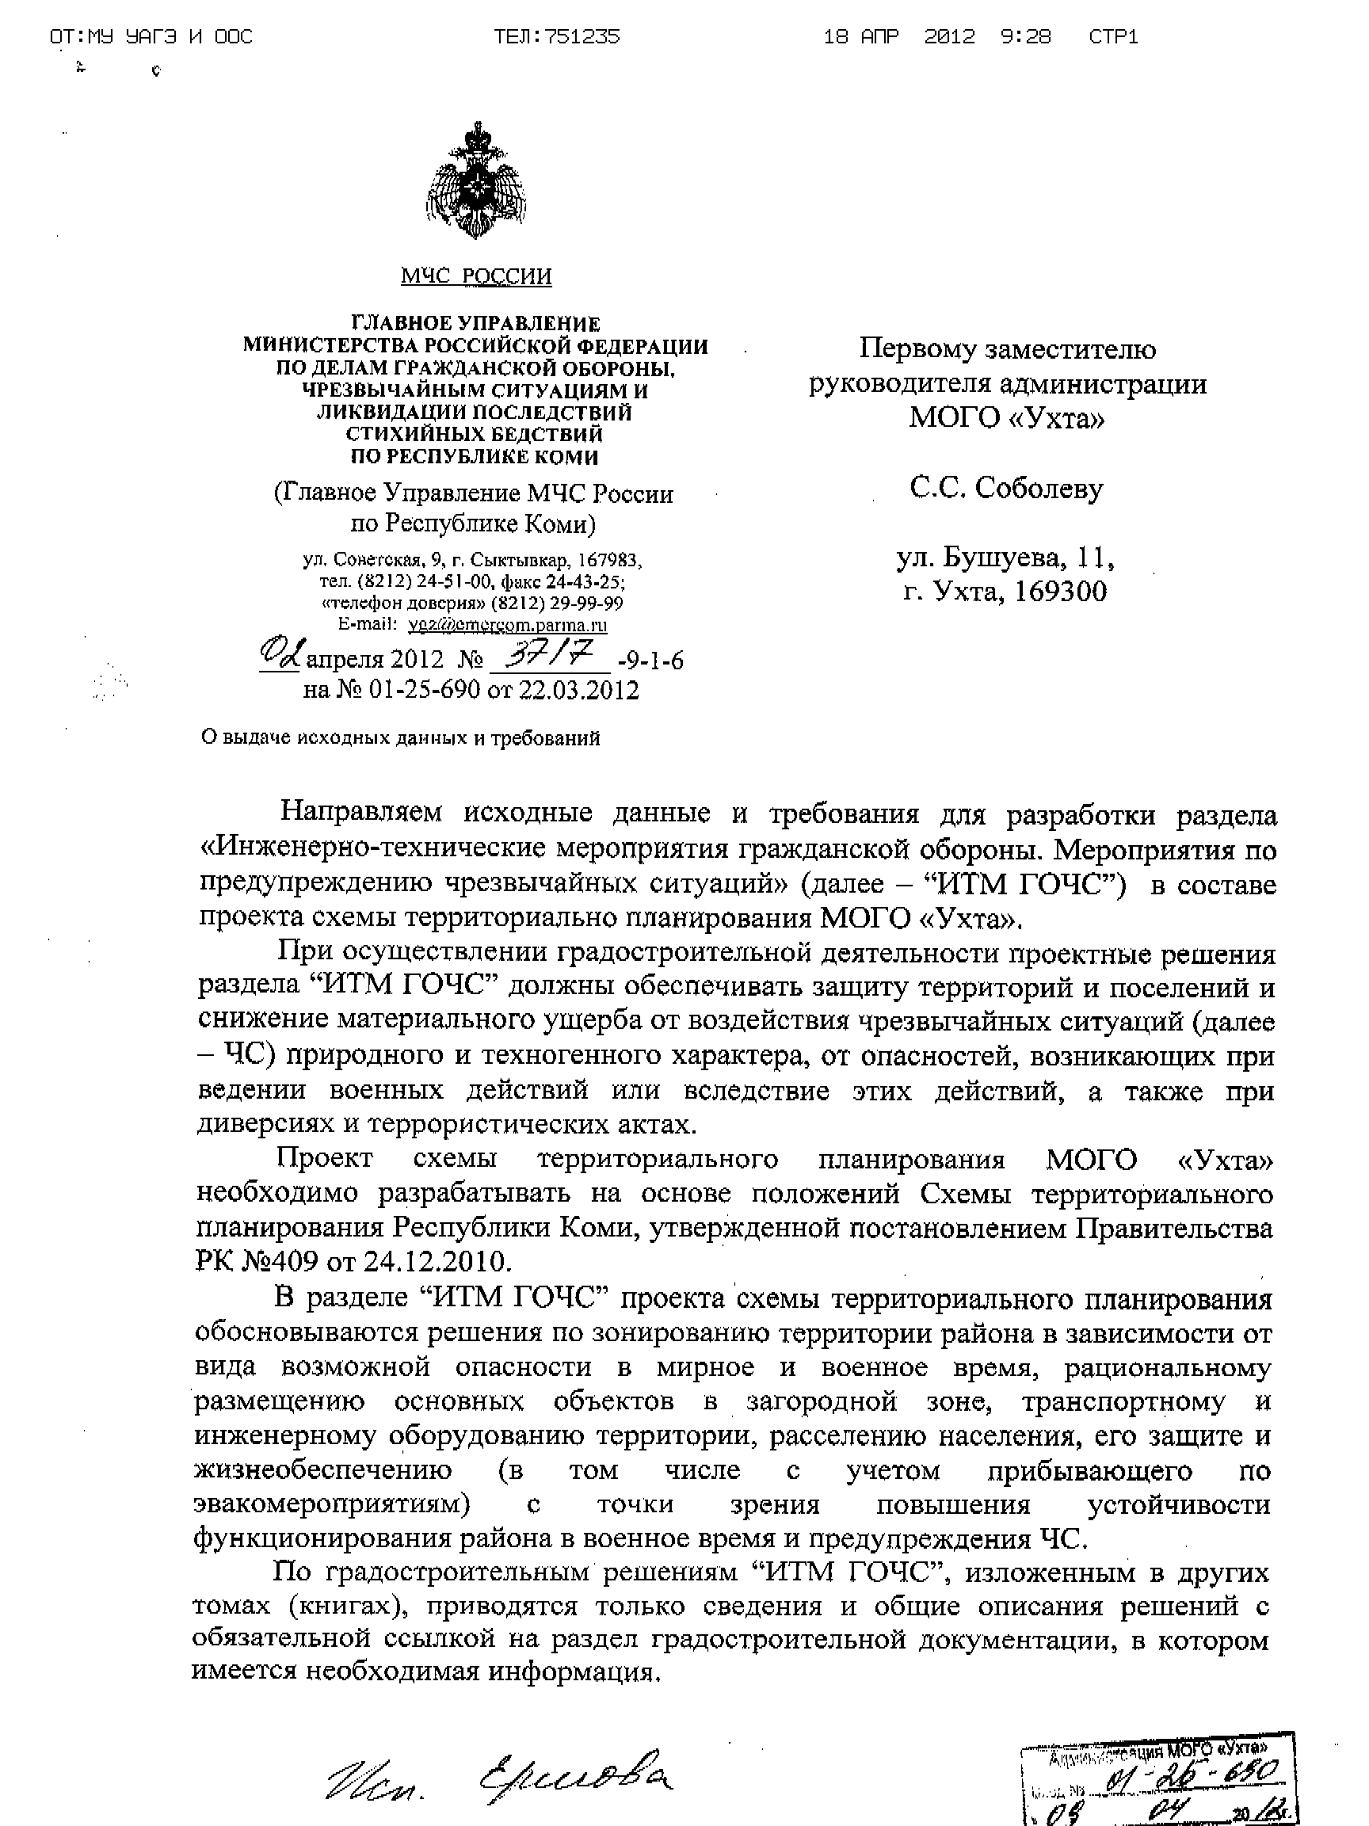 ОТ:МУ УАГЭ И ООС ТЕЛ:751235 18 АПР 2012 9:28 СТР1
МЧС РОССИИ
ГЛАВНОЕ УПРАВЛЕНИЕ
МИНИСТЕРСТВА РОССИЙСКОЙ ФЕДЕРАЦИИ
ПО ДЕЛАМ ГРАЖДАНСКОЙ ОБОРОНЫ,
ЧРЕЗВЫЧАЙНЫМ СИТУАЦИЯМ И
ЛИКВИДАЦИИ ПОСЛЕДСТВИЙ
СТИХИЙНЫХ БЕДСТВИЙ
ПО РЕСПУБЛИКЕ КОМИ
(Главное Управление МЧС России
по Республике Коми)
ул. Советская, 9, г. Сыктывкар, 167983,
тел. (8212) 24-51-00, факс 24-43-25;
«телефон доверия» (8212) 29-99-99
E-mail: ygz@emercom.parma.ru
02 апреля 2012 № 37/7 -9-1-6
на № 01-25-690 от 22.03.2012
Первому заместителю
руководителя администрации
МОГО «Ухта»
С.С. Соболеву
ул. Бушуева, 11,
г. Ухта, 169300
О выдаче исходных данных и требований
Направляем исходные данные и требования для разработки раздела
«Инженерно-технические мероприятия гражданской обороны. Мероприятия по
предупреждению чрезвычайных ситуаций» (далее – “ИТМ ГОЧС”) в составе
проекта схемы территориально планирования МОГО «Ухта».
При осуществлении градостроительной деятельности проектные решения
раздела “ИТМ ГОЧС” должны обеспечивать защиту территорий и поселений и
снижение материального ущерба от воздействия чрезвычайных ситуаций (далее
– ЧС) природного и техногенного характера, от опасностей, возникающих при
ведении военных действий или вследствие этих действий, а также при
диверсиях и террористических актах.
Проект схемы территориального планирования МОГО «Ухта»
необходимо разрабатывать на основе положений Схемы территориального
планирования Республики Коми, утвержденной постановлением Правительства
РК №409 от 24.12.2010.
В разделе “ИТМ ГОЧС” проекта схемы территориального планирования
обосновываются решения по зонированию территории района в зависимости от
вида возможной опасности в мирное и военное время, рациональному
размещению основных объектов в загородной зоне, транспортному и
инженерному оборудованию территории, расселению населения, его защите и
жизнеобеспечению (в том числе с учетом прибывающего по
эвакомероприятиям) с точки зрения повышения устойчивости
функционирования района в военное время и предупреждения ЧС.
По градостроительным решениям “ИТМ ГОЧС”, изложенным в других
томах (книгах), приводятся только сведения и общие описания решений с
обязательной ссылкой на раздел градостроительной документации, в котором
имеется необходимая информация.
Исп. Ермова
Администрация МОГО «Ухта»
Вход № 01-25-690
09 04 2012г.